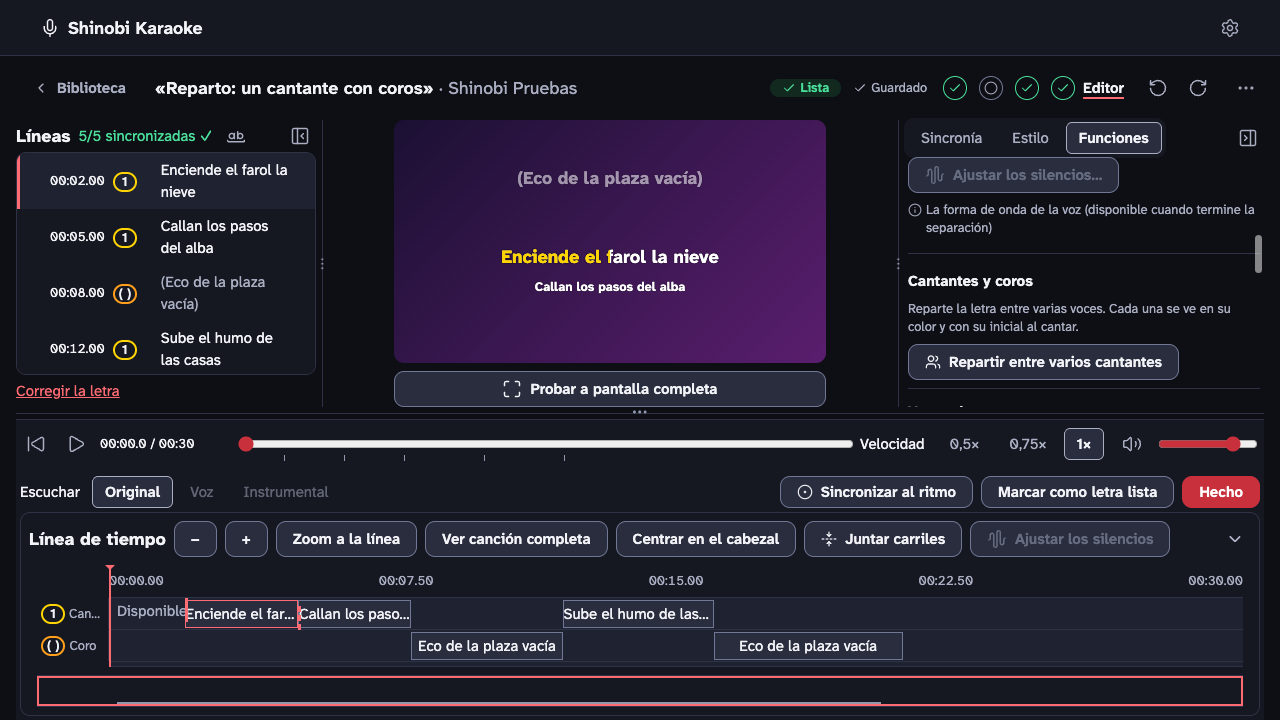 Shinobi Karaoke
Biblioteca
«Reparto: un cantante con coros» · Shinobi Pruebas
Lista
Guardado
Editor
Líneas 5/5 sincronizadas
ab
00:02.00 1 Enciende el farol la nieve
00:05.00 1 Callan los pasos del alba
00:08.00 () (Eco de la plaza vacía)
00:12.00 1 Sube el humo de las casas
Corregir la letra
(Eco de la plaza vacía)
Enciende el farol la nieve
Callan los pasos del alba
Probar a pantalla completa
Sincronía Estilo Funciones
Ajustar los silencios...
La forma de onda de la voz (disponible cuando termine la
separación)
Cantantes y coros
Reparte la letra entre varias voces. Cada una se ve en su
color y con su inicial al cantar.
Repartir entre varios cantantes
00:00.0 / 00:30
Velocidad 0,5× 0,75× 1×
Escuchar Original Voz Instrumental
Sincronizar al ritmo Marcar como letra lista Hecho
Línea de tiempo − + Zoom a la línea Ver canción completa Centrar en el cabezal Juntar carriles Ajustar los silencios
00:00.00 00:07.50 00:15.00 00:22.50 00:30.00
1 Can... Disponible Enciende el far... Callan los paso... Sube el humo de las...
() Coro Eco de la plaza vacía Eco de la plaza vacía